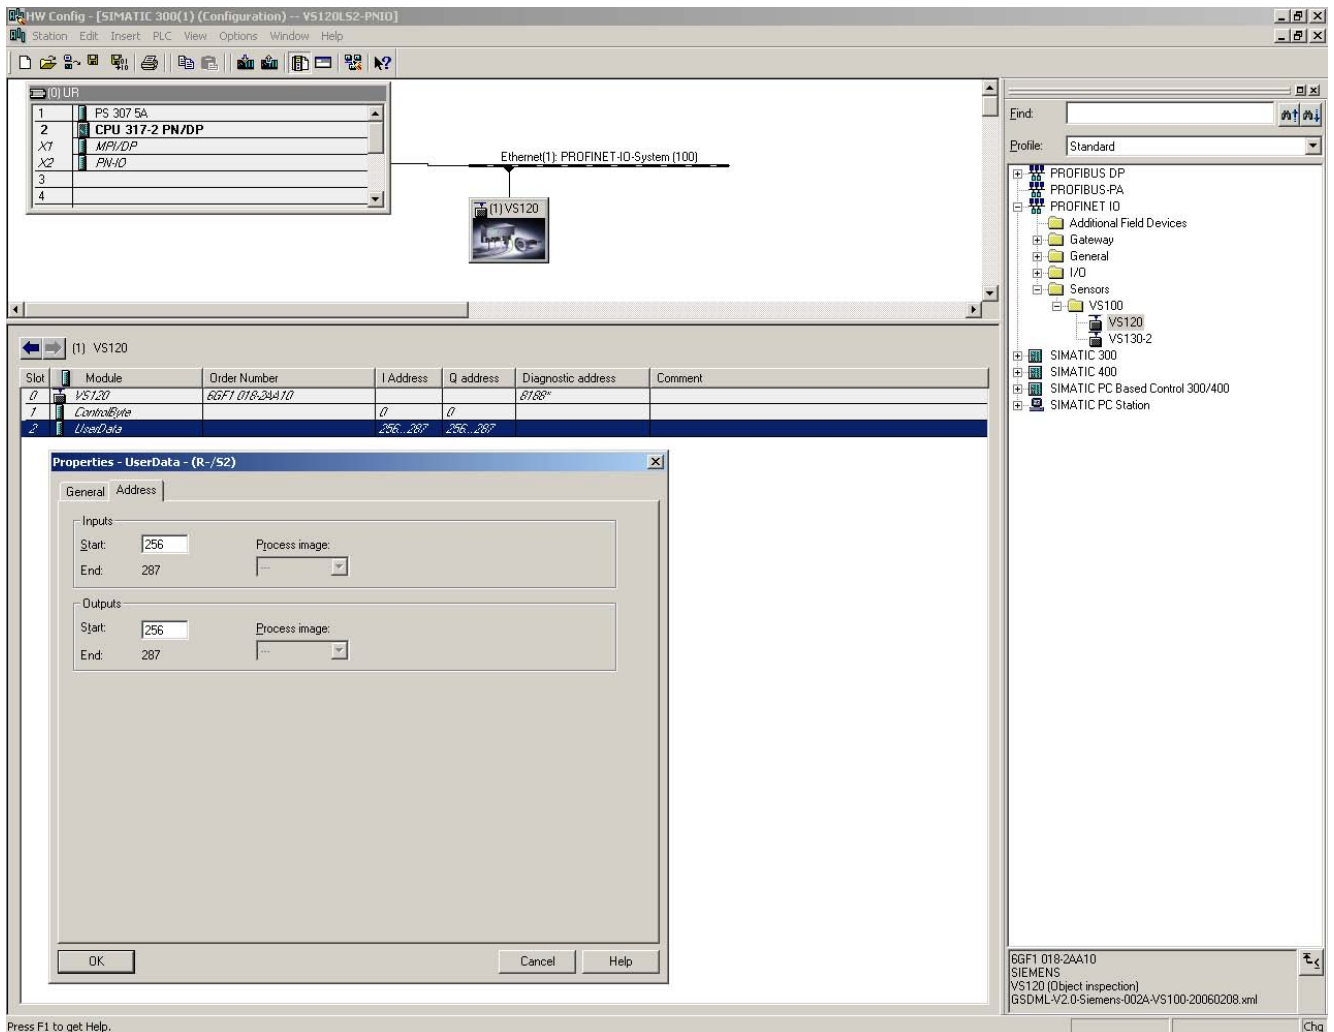 HW Config - [SIMATIC 300(1) (Configuration) -- VS120LS2-PNIO]
Station Edit Insert PLC View Options Window Help
(0) UR
1 PS 307 5A
2 CPU 317-2 PN/DP
X1 MPI/DP
X2 PN-IO
3
4
Ethernet(1): PROFINET-IO-System (100)
(1) VS120
Find:
Profile: Standard
PROFIBUS DP
PROFIBUS-PA
PROFINET IO
Additional Field Devices
Gateway
General
I/O
Sensors
VS100
VS120
VS130-2
SIMATIC 300
SIMATIC 400
SIMATIC PC Based Control 300/400
SIMATIC PC Station
(1) VS120
Slot Module Order Number I Address Q address Diagnostic address Comment
0 VS120 6GF1 018-2AA10 8188*
1 ControlByte 0 0
2 UserData 256...287 256...287
Properties - UserData - (R-/S2)
General Address
Inputs
Start: 256 Process image:
End: 287 ---
Outputs
Start: 256 Process image:
End: 287 ---
OK Cancel Help
6GF1 018-2AA10
SIEMENS
VS120 (Object inspection)
GSDML-V2.0-Siemens-002A-VS100-20060208.xml
Press F1 to get Help.
Chg